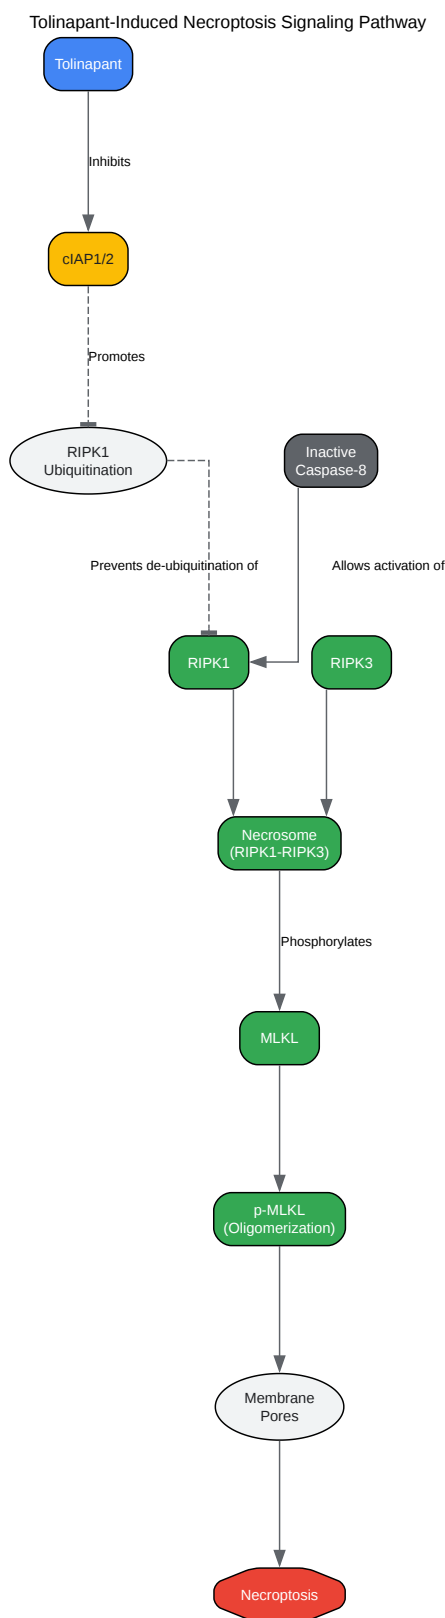 Tolinapant-Induced Necroptosis Signaling Pathway
Tolinapant
Inhibits
cIAP1/2
Promotes
RIPK1
Ubiquitination
Inactive
Caspase-8
Prevents de-ubiquitination of
Allows activation of
RIPK1
RIPK3
Necrosome
(RIPK1-RIPK3)
Phosphorylates
MLKL
p-MLKL
(Oligomerization)
Membrane
Pores
Necroptosis